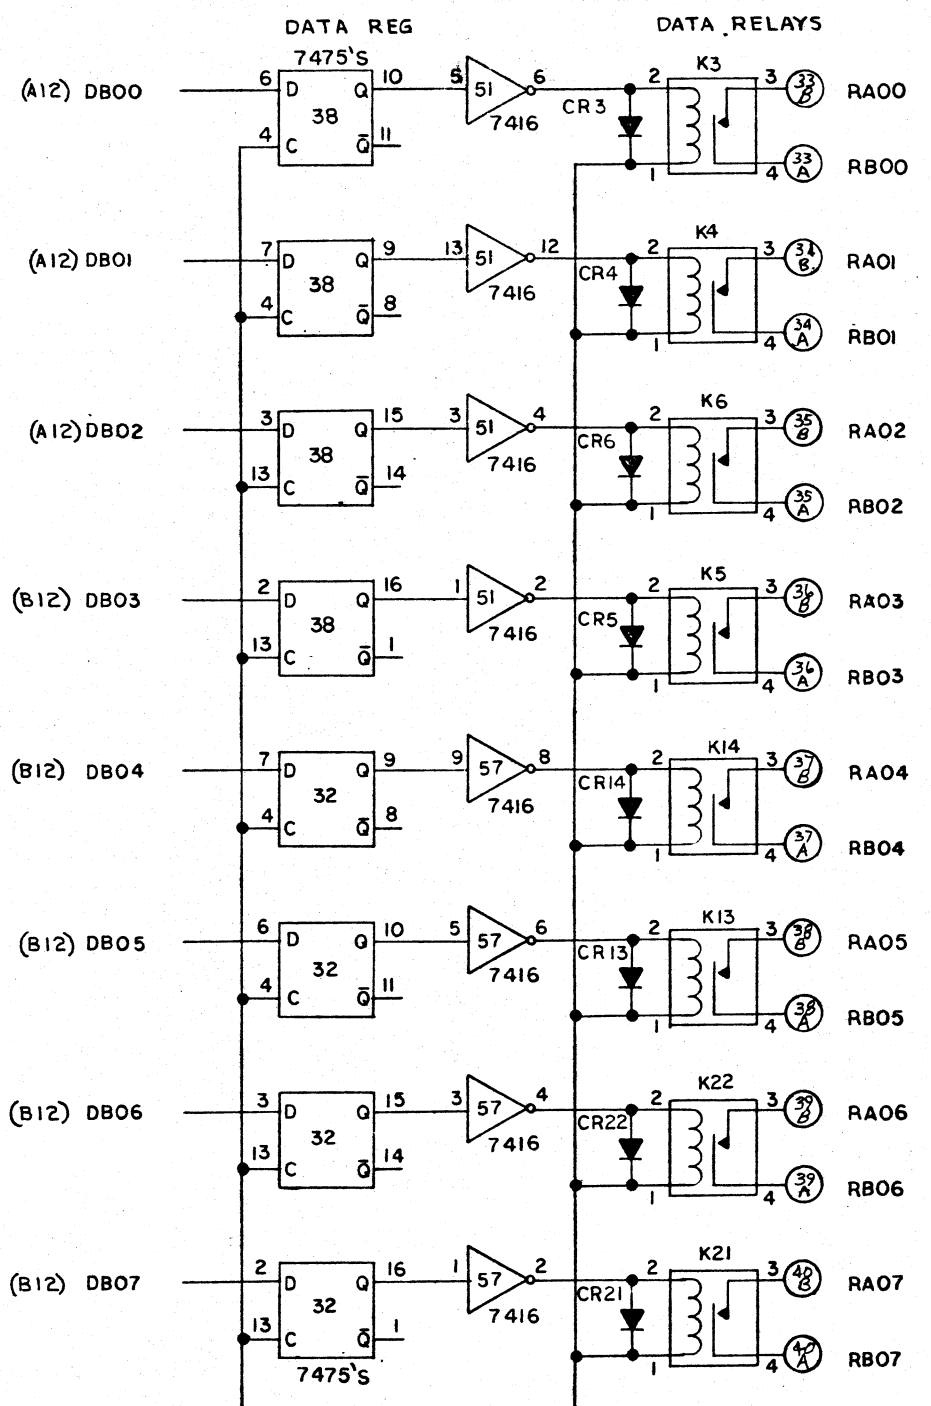 DATA REG
DATA RELAYS
7475'S
K3
(A12) DB00
6
D
Q
10
5
51
6
7416
CR3
2
3
33
B
RA00
38
4
C
Q̅
11
1
4
33
A
RB00
K4
(A12) DB01
7
D
Q
9
13
51
12
7416
CR4
2
3
34
B
RA01
38
4
C
Q̅
8
1
4
34
A
RB01
K6
(A12) DB02
3
D
Q
15
3
51
4
7416
CR6
2
3
35
B
RA02
38
13
C
Q̅
14
1
4
35
A
RB02
K5
(B12) DB03
2
D
Q
16
1
51
2
7416
CR5
2
3
36
B
RA03
38
13
C
Q̅
1
1
4
36
A
RB03
K14
(B12) DB04
7
D
Q
9
9
57
8
7416
CR14
2
3
37
B
RA04
32
4
C
Q̅
8
1
4
37
A
RB04
K13
(B12) DB05
6
D
Q
10
5
57
6
7416
CR13
2
3
38
B
RA05
32
4
C
Q̅
11
1
4
38
A
RB05
K22
(B12) DB06
3
D
Q
15
3
57
4
7416
CR22
2
3
39
B
RA06
32
13
C
Q̅
14
1
4
39
A
RB06
K21
(B12) DB07
2
D
Q
16
1
57
2
7416
CR21
2
3
40
B
RA07
32
13
C
Q̅
1
1
4
40
A
RB07
7475'S